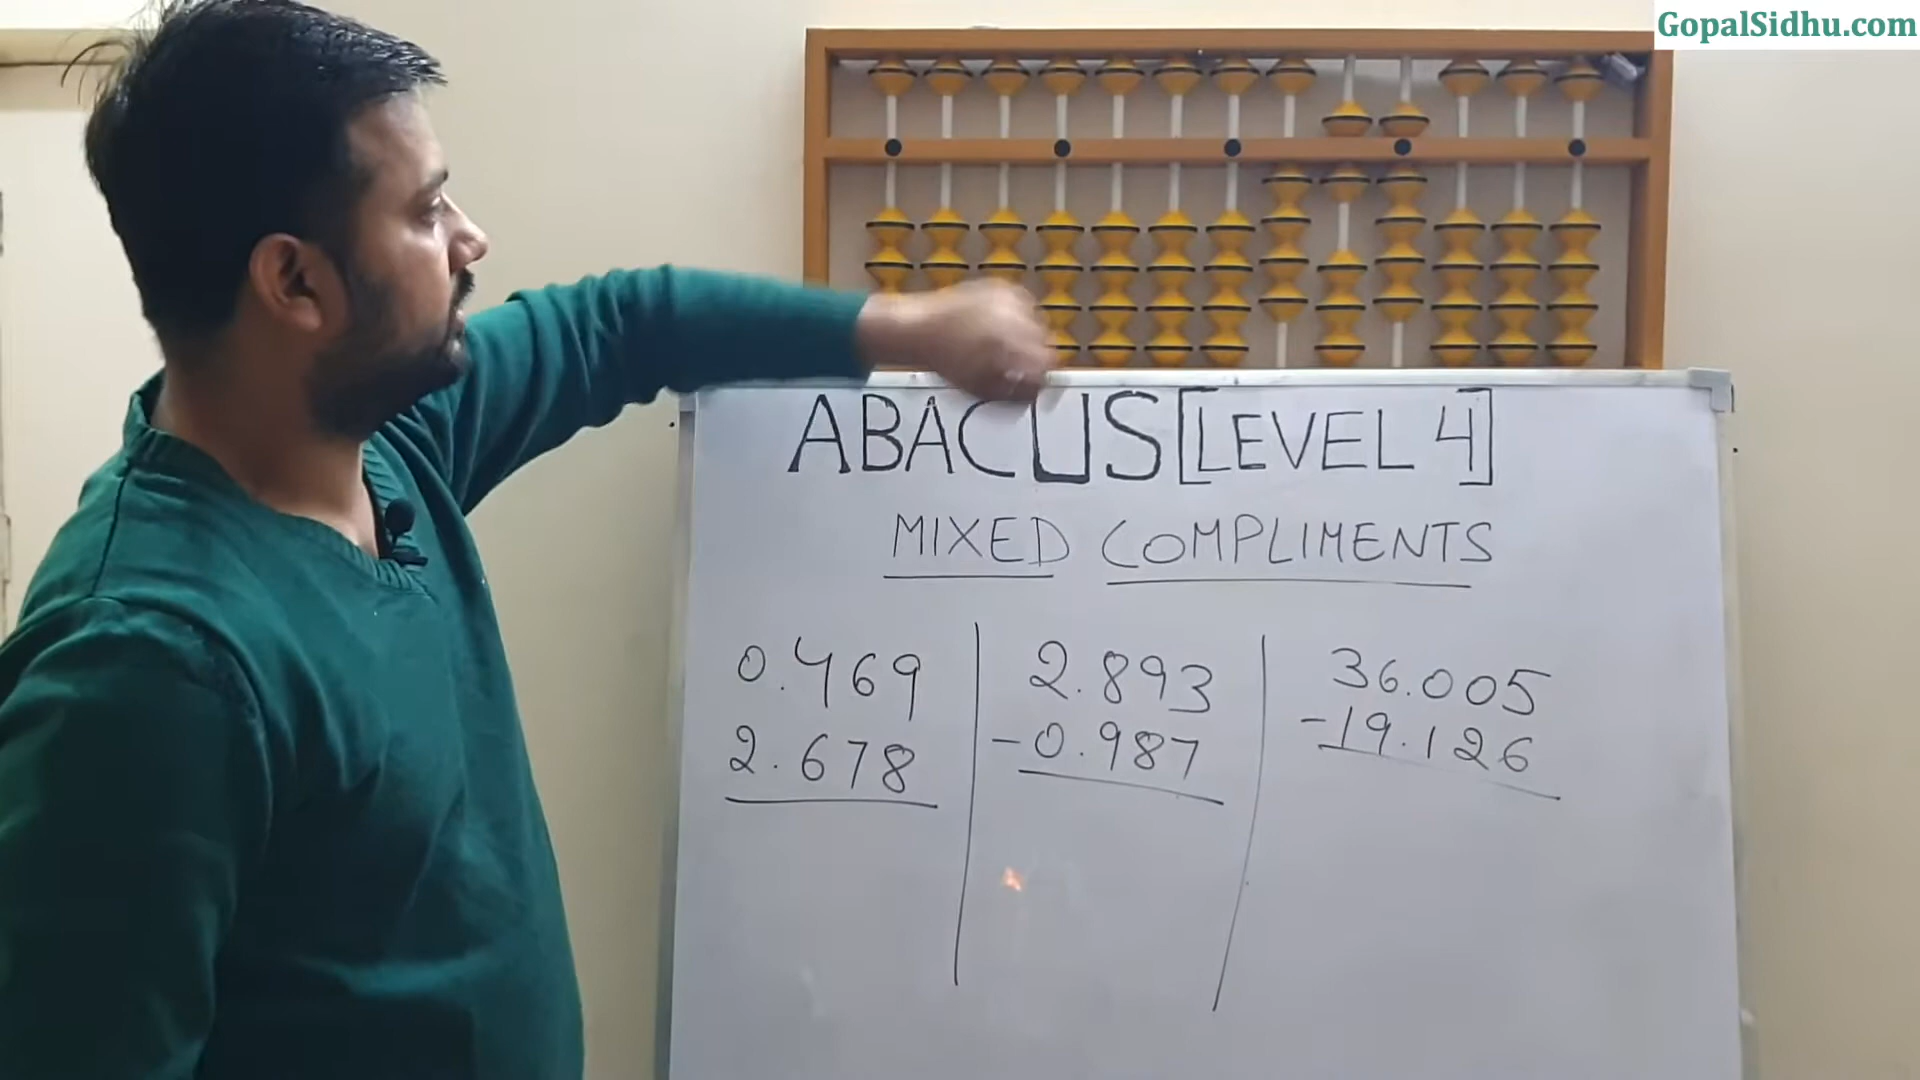 GopalSidhu.com
ABACUS [LEVEL 4]
MIXED COMPLIMENTS
0.469
2.678
2.893
-0.987
36.005
-19.126